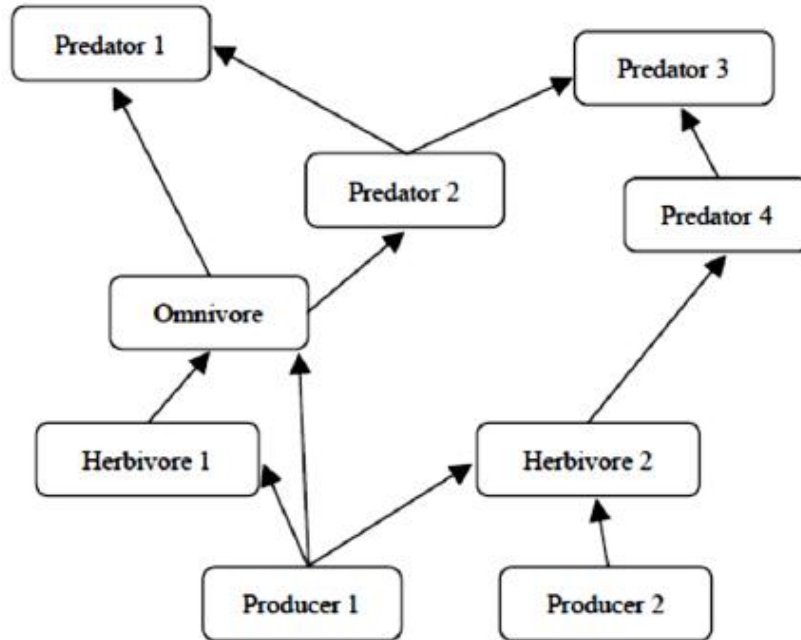 Predator 1
Predator 3
Predator 2
Predator 4
Omnivore
Herbivore 1
Herbivore 2
Producer 1
Producer 2